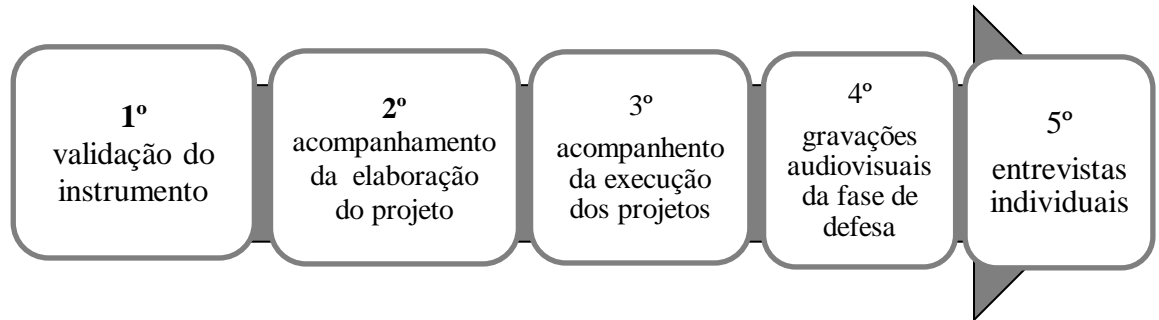 1º
validação do
instrumento
2º
acompanhamento
da elaboração
do projeto
3º
acompanhento
da execução
dos projetos
4º
gravações
audiovisuais
da fase de
defesa
5º
entrevistas
individuais